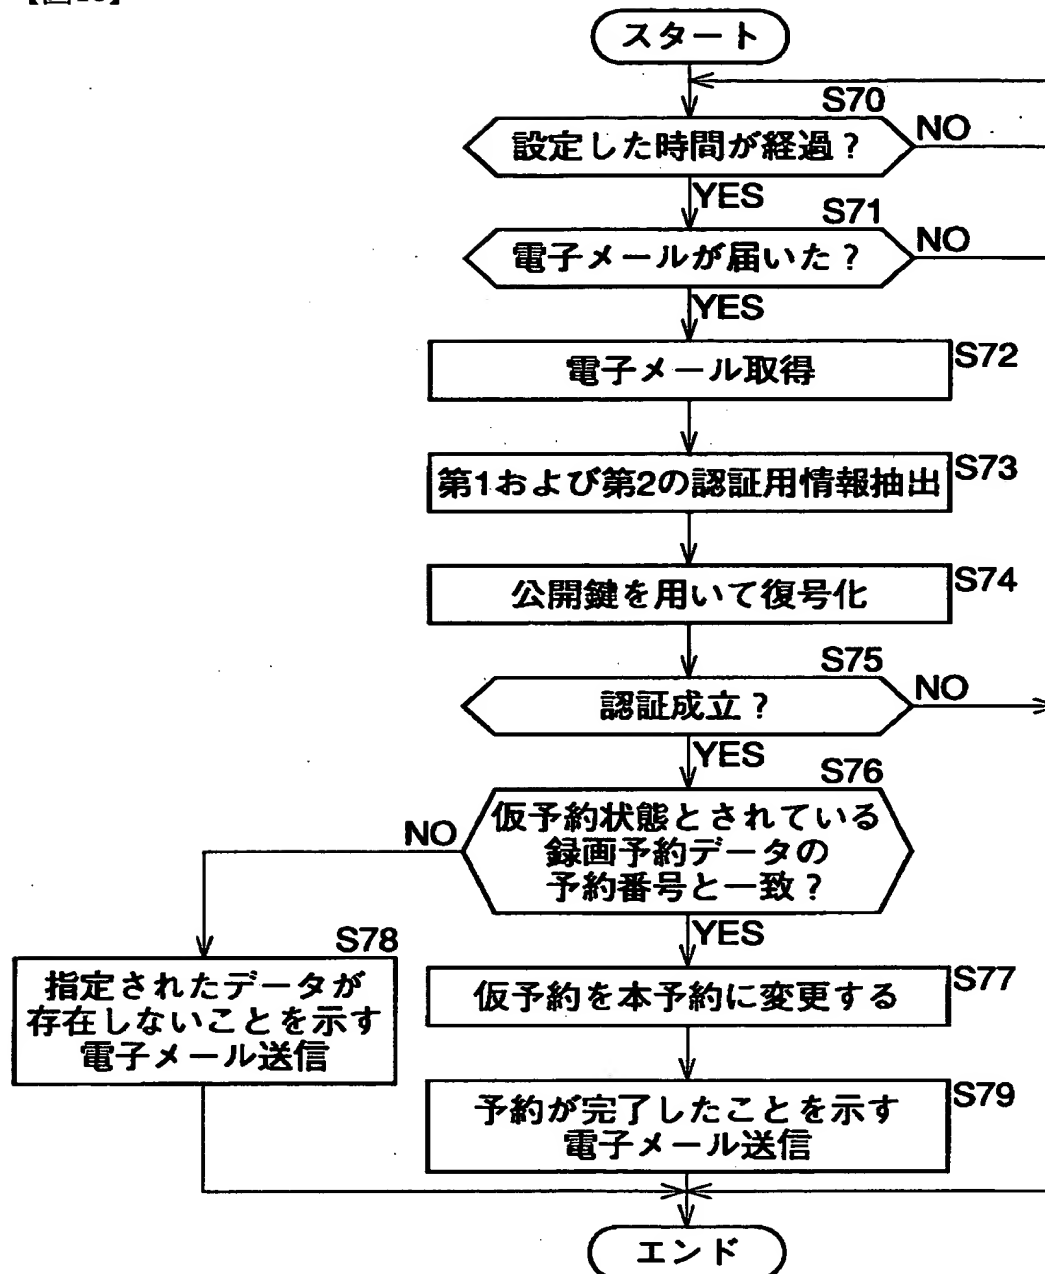 スタート
S70
設定した時間が経過？
NO
YES
S71
電子メールが届いた？
NO
YES
S72
電子メール取得
S73
第1および第2の認証用情報抽出
S74
公開鍵を用いて復号化
S75
認証成立？
NO
YES
S76
仮予約状態とされている
録画予約データの
予約番号と一致？
NO
YES
S78
指定されたデータが
存在しないことを示す
電子メール送信
S77
仮予約を本予約に変更する
S79
予約が完了したことを示す
電子メール送信
エンド